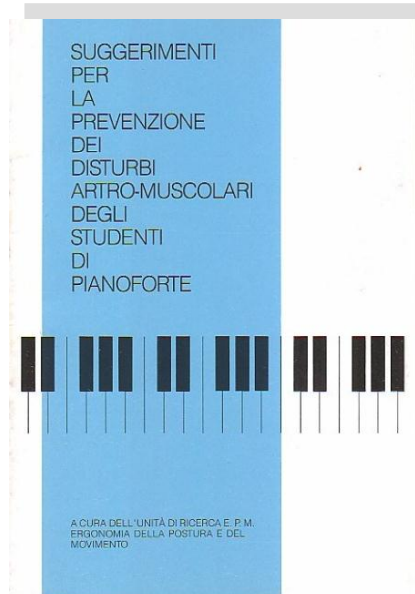 SUGGERIMENTI
PER
LA
PREVENZIONE
DEI
DISTURBI
ARTRO-MUSCOLARI
DEGLI
STUDENTI
DI
PIANOFORTE
A CURA DELL'UNITÀ DI RICERCA E. P. M.
ERGONOMIA DELLA POSTURA E DEL
MOVIMENTO